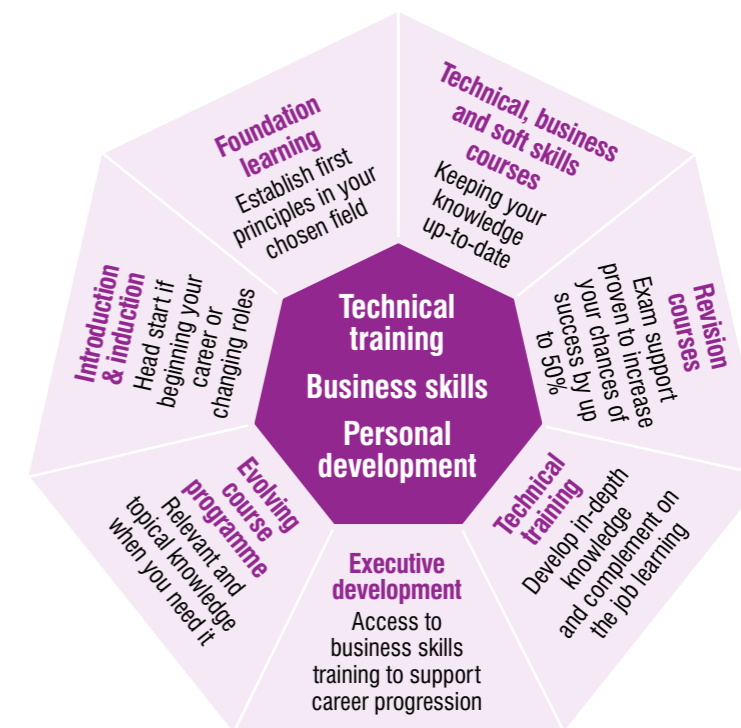 Foundation
learning
Establish first
principles in your
chosen field
Technical, business
and soft skills
courses
Keeping your
knowledge
up-to-date
Revision
courses
Exam support
proven to increase
your chances of
success by up
to 50%
Technical
training
Develop in-depth
knowledge
and complement on
the job learning
Executive
development
Access to
business skills
training to support
career progression
Evolving
course
programme
Relevant and
topical knowledge
when you need it
Introduction
& induction
Head start if
beginning your
career or
changing roles
Technical
training
Business skills
Personal
development